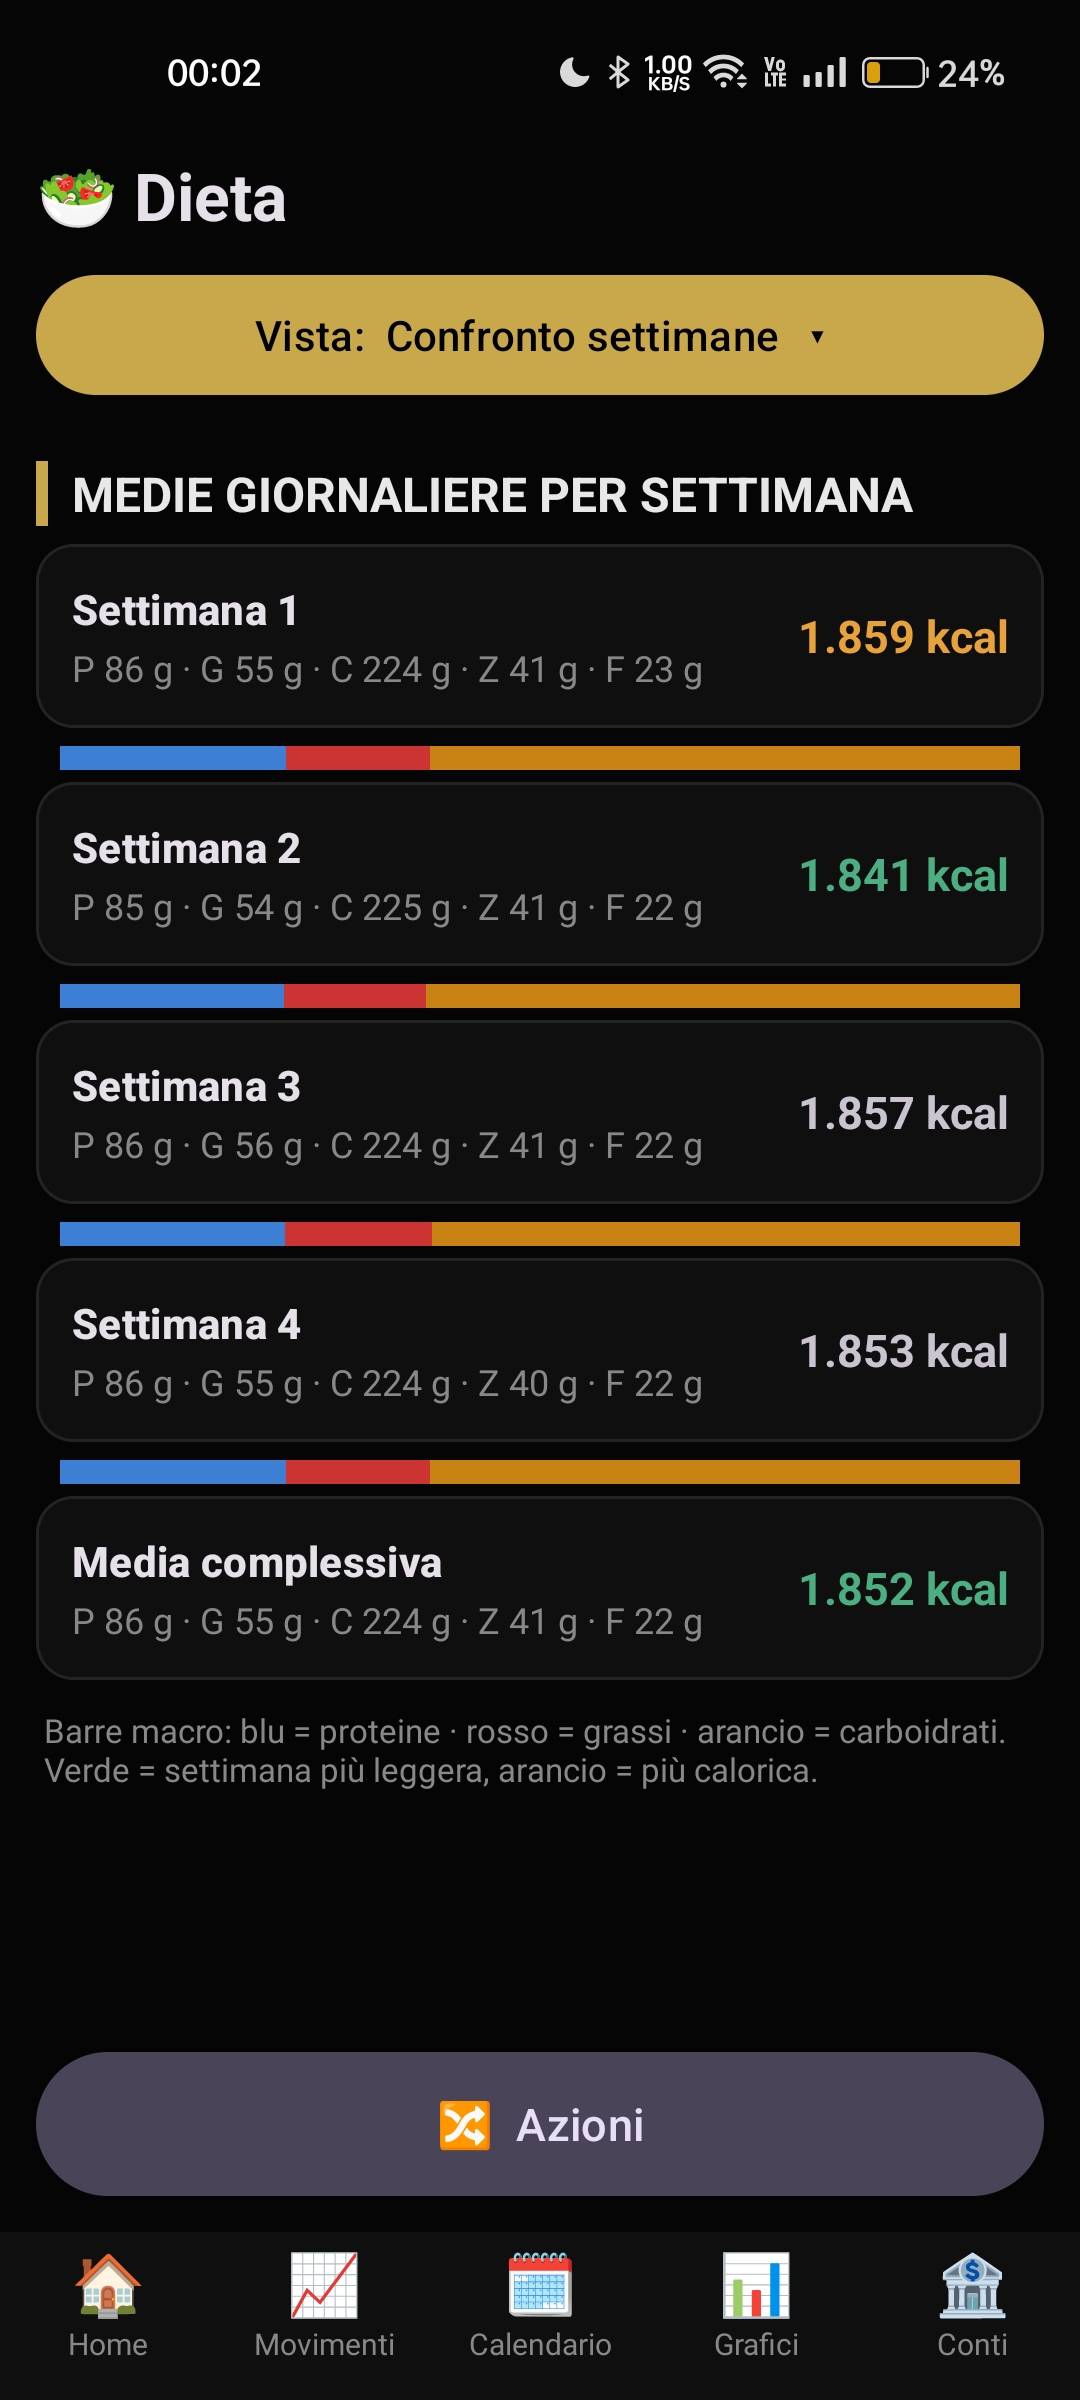 00:02 1.00 KB/S Vo LTE 24%
Dieta
Vista: Confronto settimane ▾
MEDIE GIORNALIERE PER SETTIMANA
Settimana 1
P 86 g · G 55 g · C 224 g · Z 41 g · F 23 g
1.859 kcal
Settimana 2
P 85 g · G 54 g · C 225 g · Z 41 g · F 22 g
1.841 kcal
Settimana 3
P 86 g · G 56 g · C 224 g · Z 41 g · F 22 g
1.857 kcal
Settimana 4
P 86 g · G 55 g · C 224 g · Z 40 g · F 22 g
1.853 kcal
Media complessiva
P 86 g · G 55 g · C 224 g · Z 41 g · F 22 g
1.852 kcal
Barre macro: blu = proteine · rosso = grassi · arancio = carboidrati.
Verde = settimana più leggera, arancio = più calorica.
Azioni
Home Movimenti Calendario Grafici Conti